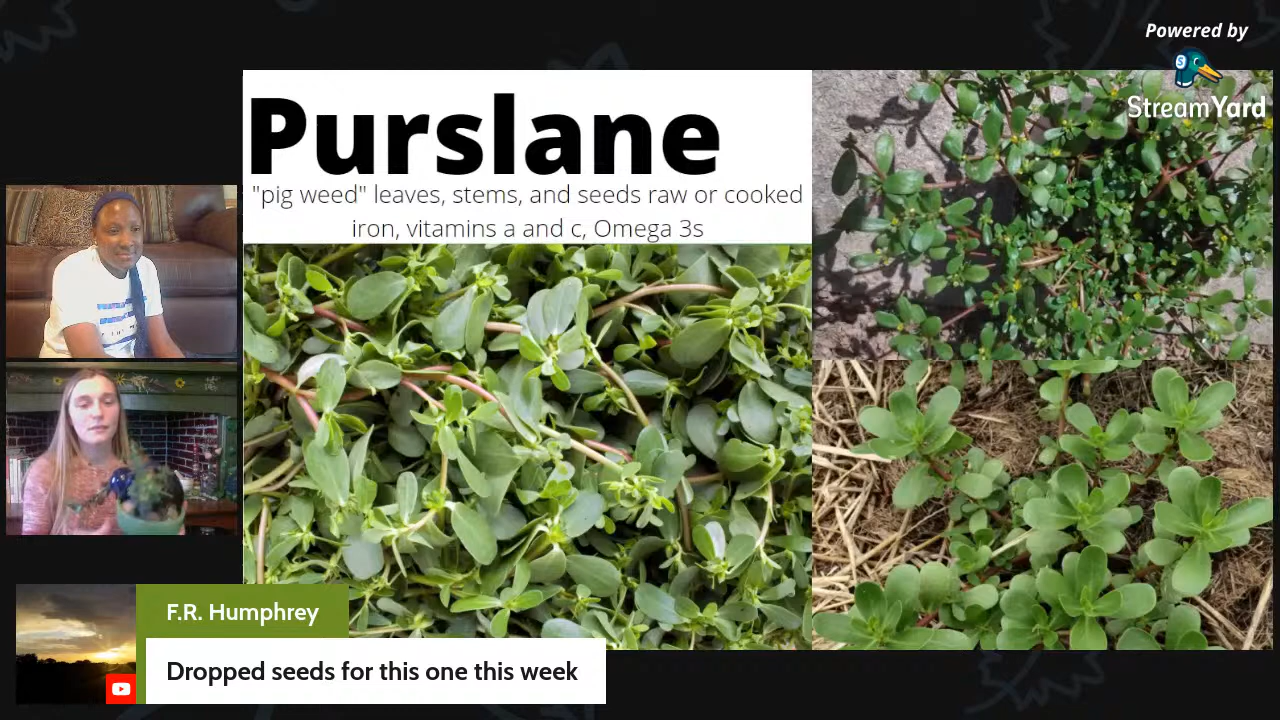 Powered by
StreamYard
Purslane
"pig weed" leaves, stems, and seeds raw or cooked
iron, vitamins a and c, Omega 3s
F.R. Humphrey
Dropped seeds for this one this week